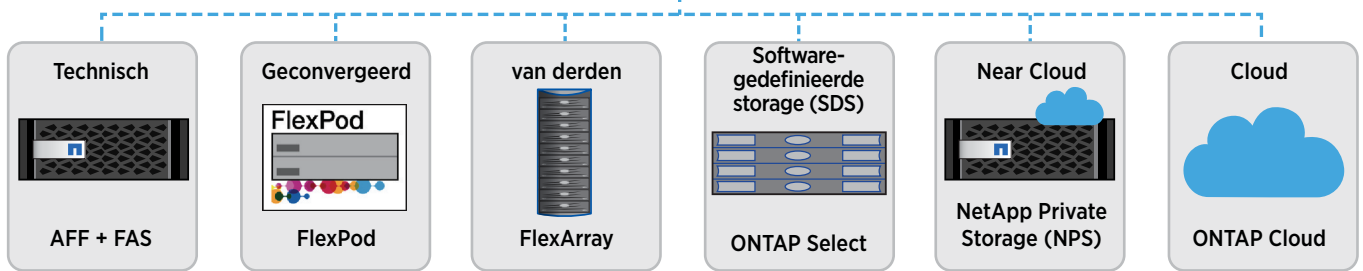 Technisch
AFF + FAS
Geconvergeerd
FlexPod
FlexPod
van derden
FlexArray
Software-
gedefinieerde
storage (SDS)
ONTAP Select
Near Cloud
NetApp Private
Storage (NPS)
Cloud
ONTAP Cloud